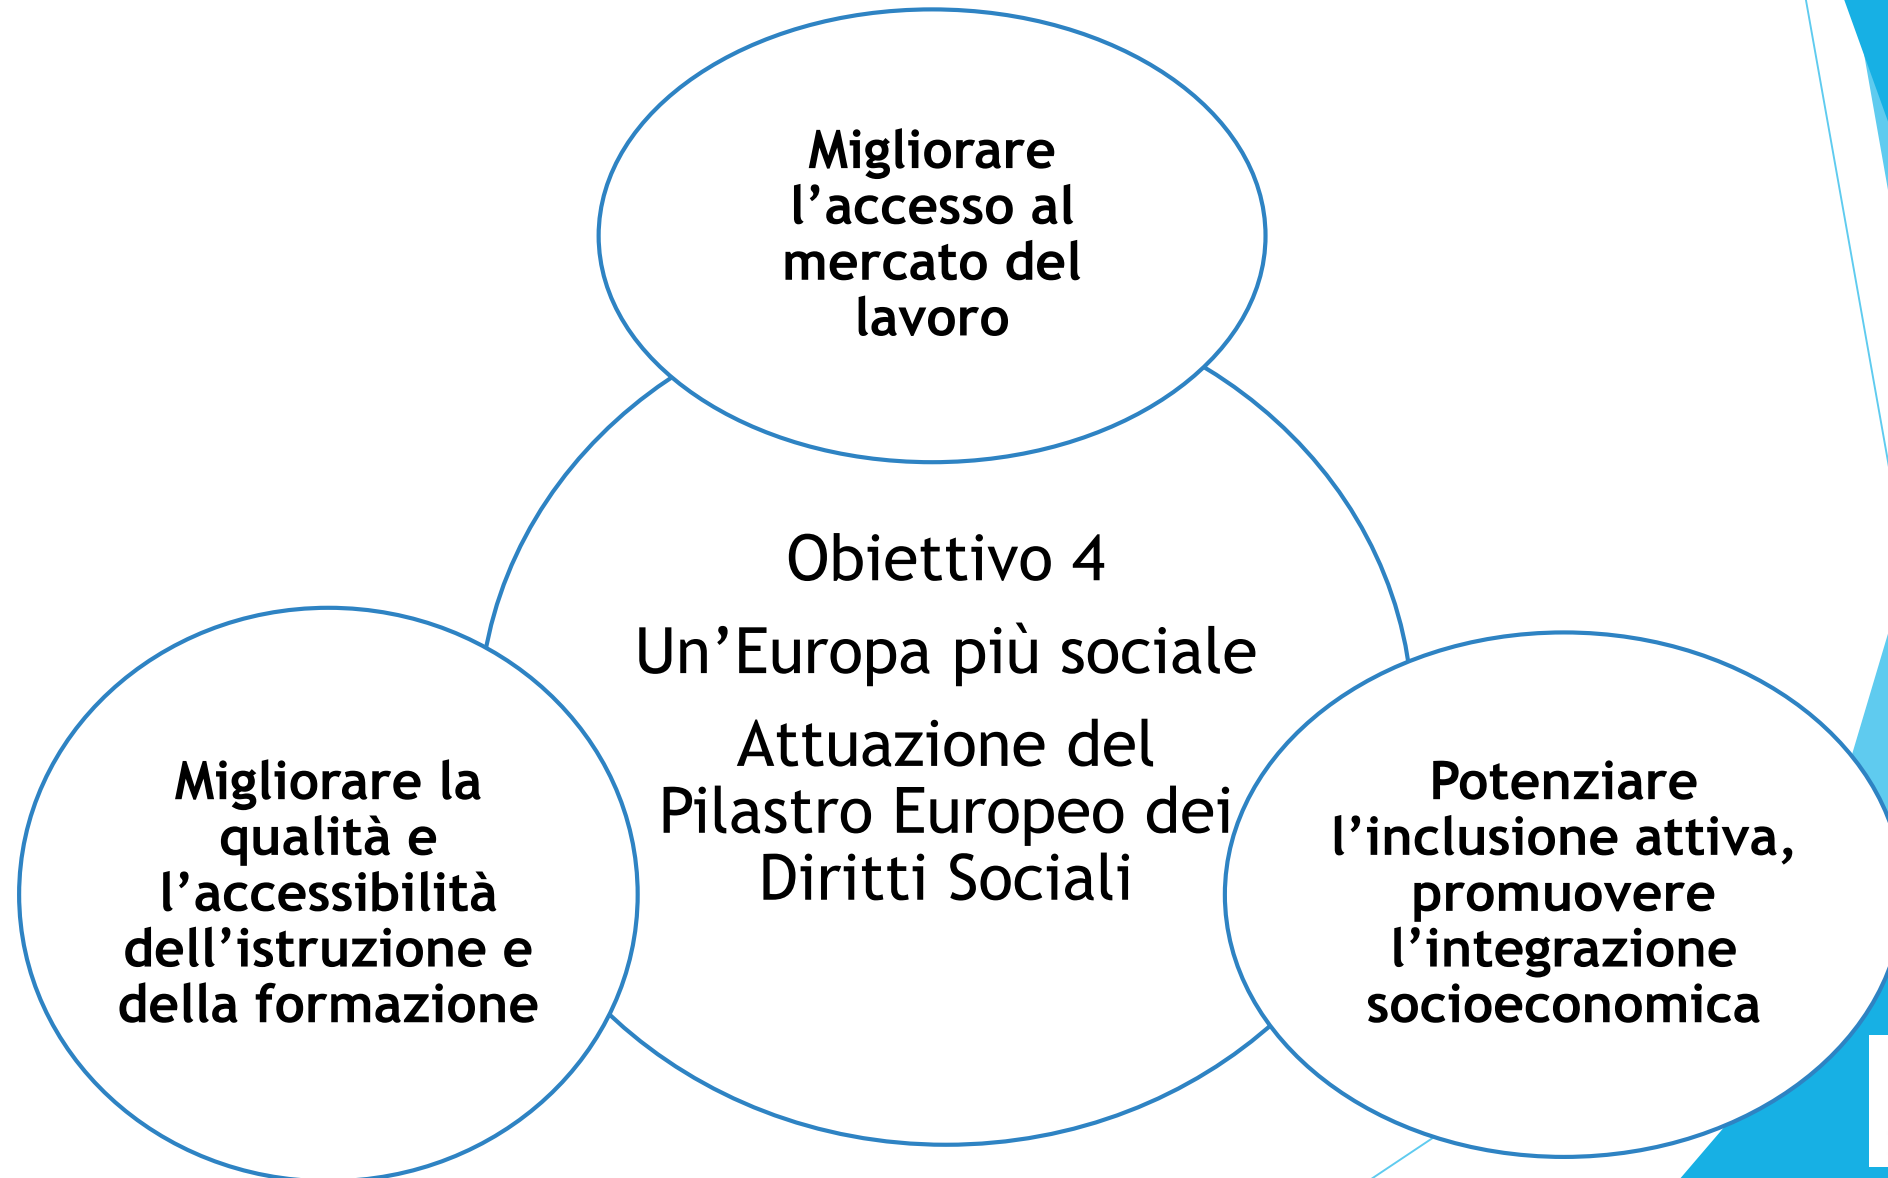 Migliorare
l’accesso al
mercato del
lavoro
Obiettivo 4
Un’Europa più sociale
Attuazione del
Pilastro Europeo dei
Diritti Sociali
Migliorare la
qualità e
l’accessibilità
dell’istruzione e
della formazione
Potenziare
l’inclusione attiva,
promuovere
l’integrazione
socioeconomica